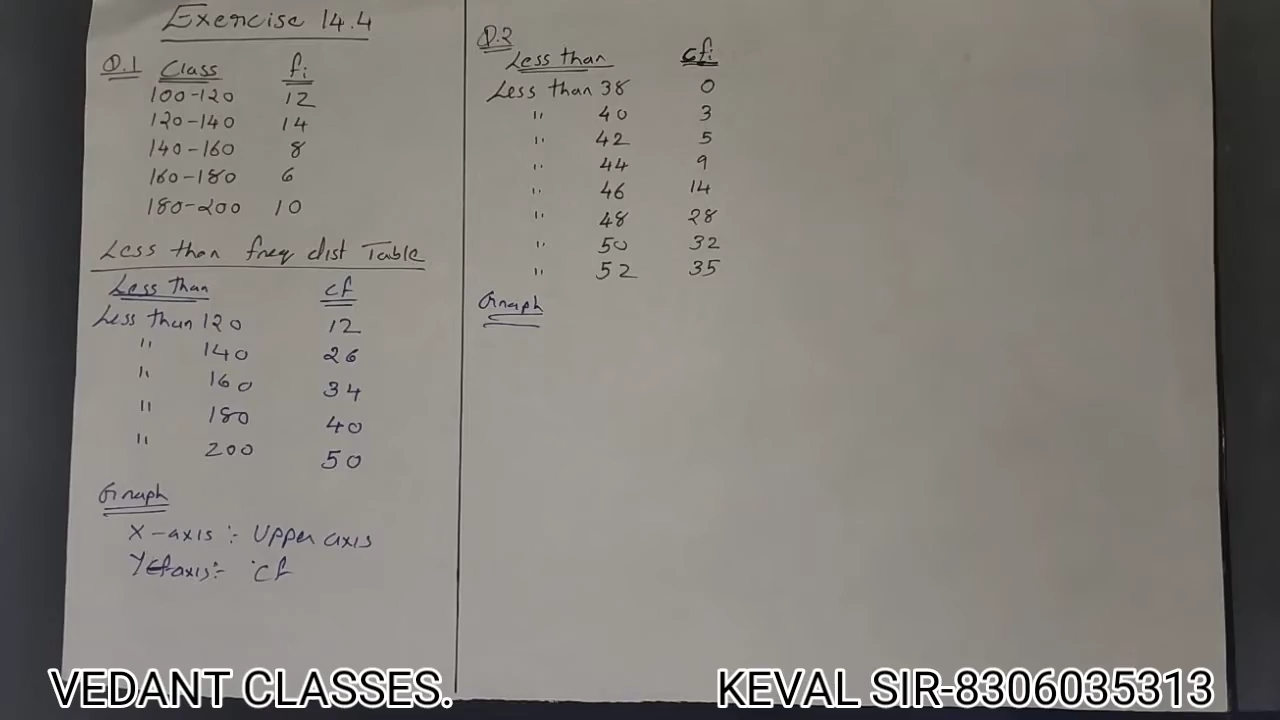 Exercise 14.4
Q.1 Class fi
100-120 12
120-140 14
140-160 8
160-180 6
180-200 10
Less than freq dist Table
Less Than cf
Less Than 120 12
" 140 26
" 160 34
" 180 40
" 200 50
Graph
X-axis :- Upper axis
Y-axis :- cf
Q.2
Less than cfi
Less than 38 0
" 40 3
" 42 5
" 44 9
" 46 14
" 48 28
" 50 32
" 52 35
Graph
VEDANT CLASSES.
KEVAL SIR-8306035313